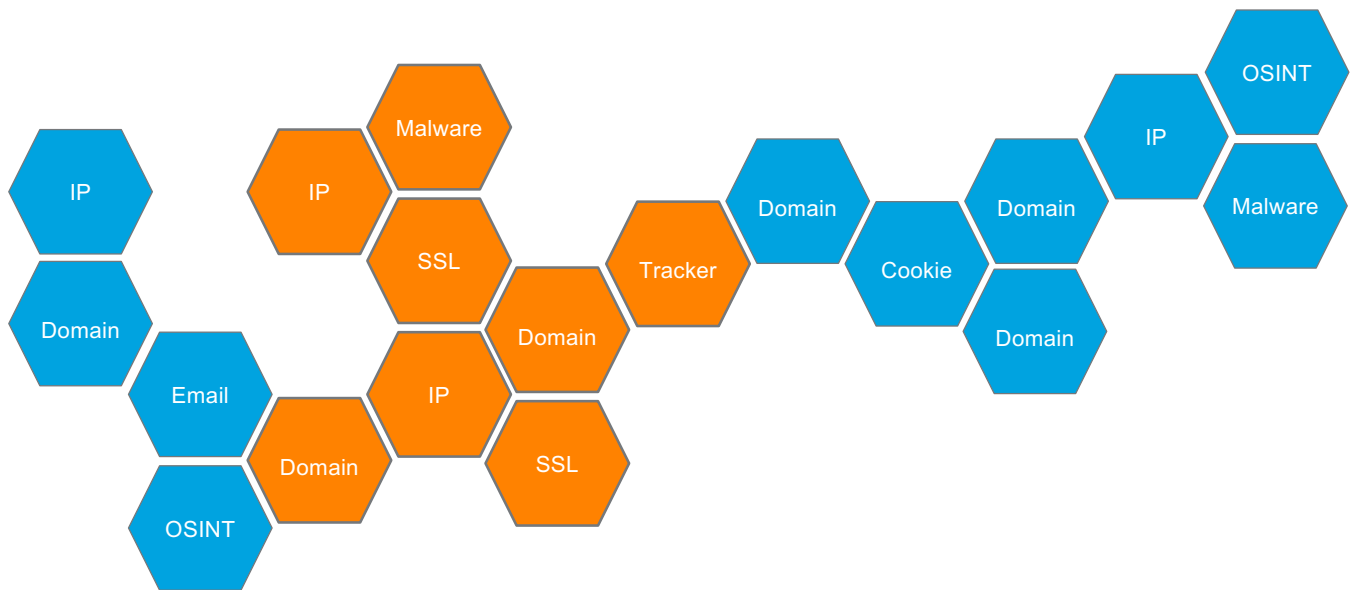 OSINT
Malware
IP
IP
IP
Domain
Domain
Malware
SSL
Tracker
Cookie
Domain
Domain
Domain
Email
IP
Domain
SSL
OSINT